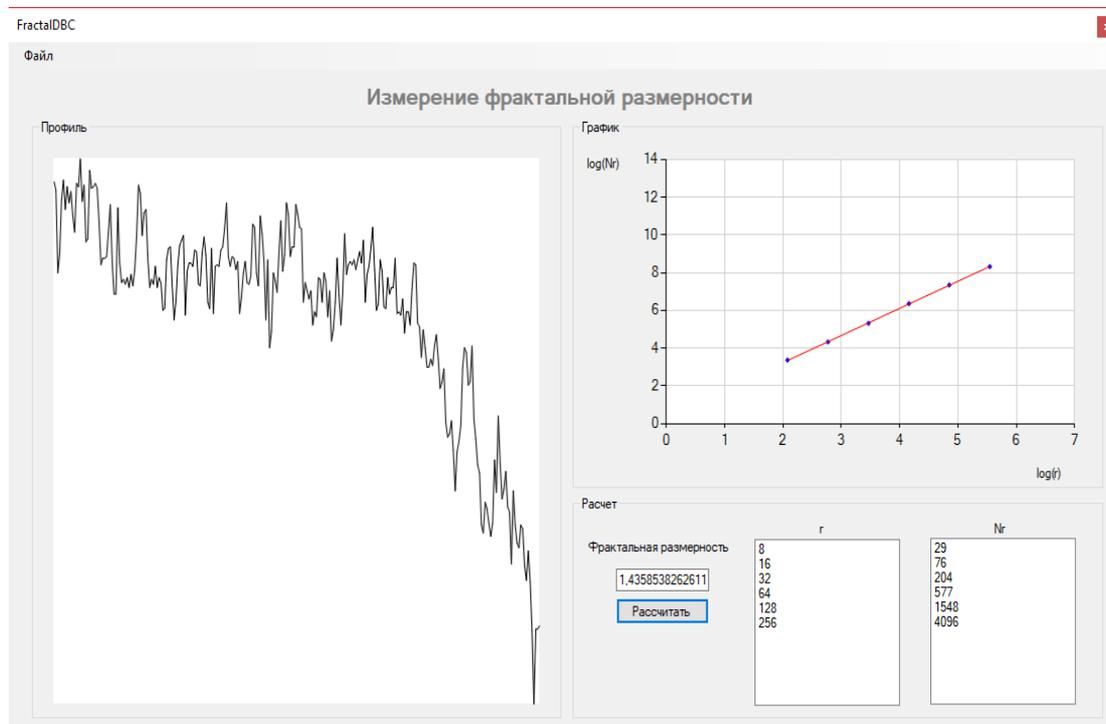 FractalDBC
Файл
Измерение фрактальной размерности
Профиль
График
log(Nr)
14
12
10
8
6
4
2
0
0 1 2 3 4 5 6 7
log(r)
Расчет
Фрактальная размерность
1,4358538262611
Рассчитать
r
8
16
32
64
128
256
Nr
29
76
204
577
1548
4096